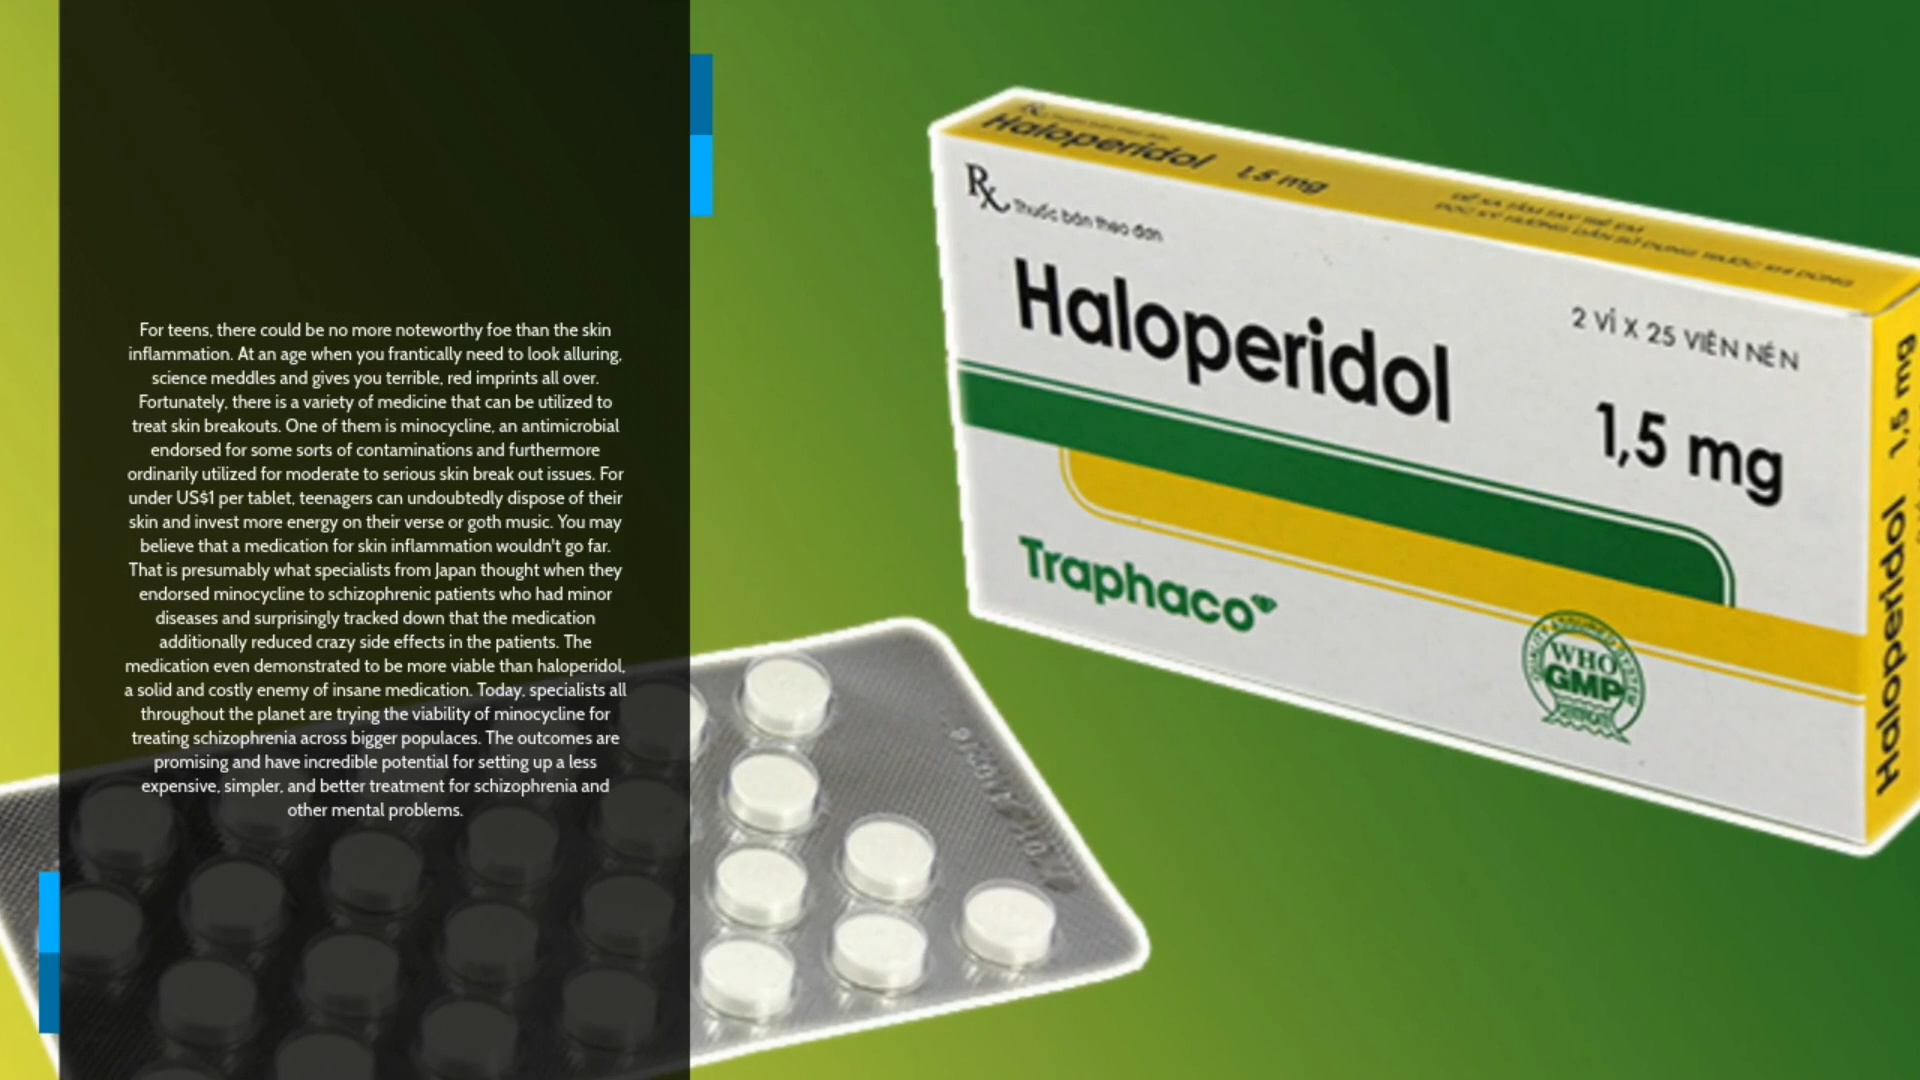 For teens, there could be no more noteworthy foe than the skin
inflammation. At an age when you frantically need to look alluring,
science meddles and gives you terrible, red imprints all over.
Fortunately, there is a variety of medicine that can be utilized to
treat skin breakouts. One of them is minocycline, an antimicrobial
endorsed for some sorts of contaminations and furthermore
ordinarily utilized for moderate to serious skin break out issues. For
under US$1 per tablet, teenagers can undoubtedly dispose of their
skin and invest more energy on their verse or goth music. You may
believe that a medication for skin inflammation wouldn't go far.
That is presumably what specialists from Japan thought when they
endorsed minocycline to schizophrenic patients who had minor
diseases and surprisingly tracked down that the medication
additionally reduced crazy side effects in the patients. The
medication even demonstrated to be more viable than haloperidol,
a solid and costly enemy of insane medication. Today, specialists all
throughout the planet are trying the viability of minocycline for
treating schizophrenia across bigger populaces. The outcomes are
promising and have incredible potential for setting up a less
expensive, simpler, and better treatment for schizophrenia and
other mental problems.
Haloperidol 1,5 mg
Rx Thuốc bán theo đơn
Haloperidol
2 VỈ X 25 VIÊN NÉN
1,5 mg
Traphaco
WHO
GMP
Haloperidol 1,5 mg